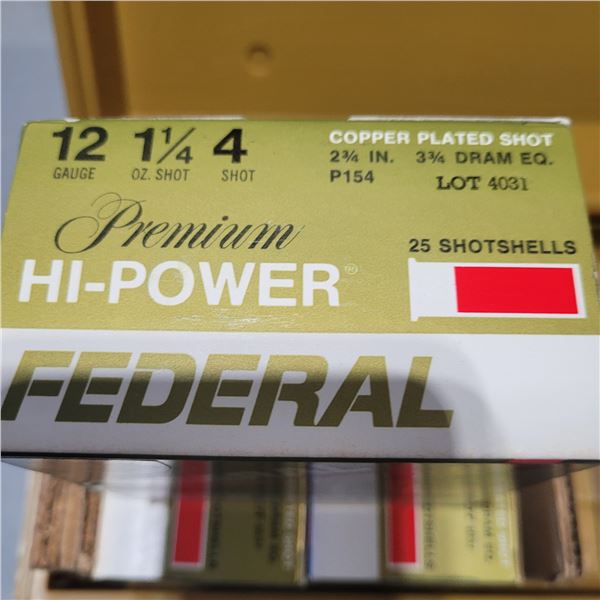 12 1¼ 4 COPPER PLATED SHOT
GAUGE OZ. SHOT SHOT 2¾ IN. 3¾ DRAM EQ.
P154 LOT 4031
Premium
25 SHOTSHELLS
HI-POWER®
FEDERAL